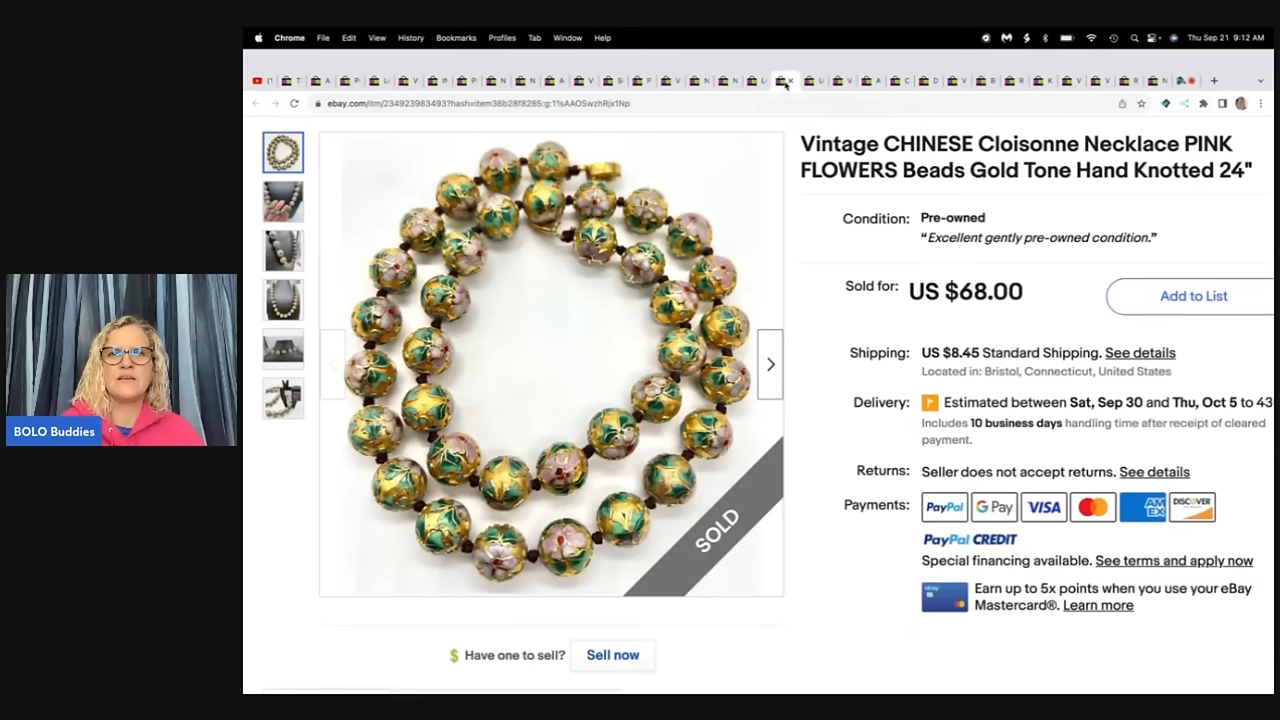 Chrome File Edit View History Bookmarks Profiles Tab Window Help Thu Sep 21 9:12 AM
ebay.com/itm/234923983493?hash=item36b28f8285:g:11sAAOSwzhRjx1Np
Vintage CHINESE Cloisonne Necklace PINK
FLOWERS Beads Gold Tone Hand Knotted 24"
Condition: Pre-owned
“Excellent gently pre-owned condition.”
Sold for: US $68.00
Add to List
Shipping: US $8.45 Standard Shipping. See details
Located in: Bristol, Connecticut, United States
Delivery: Estimated between Sat, Sep 30 and Thu, Oct 5 to 43
Includes 10 business days handling time after receipt of cleared
payment.
Returns: Seller does not accept returns. See details
Payments: PayPal G Pay VISA AM EX DISCOVER
PayPal CREDIT
Special financing available. See terms and apply now
Earn up to 5x points when you use your eBay
Mastercard®. Learn more
SOLD
Have one to sell? Sell now
BOLO Buddies